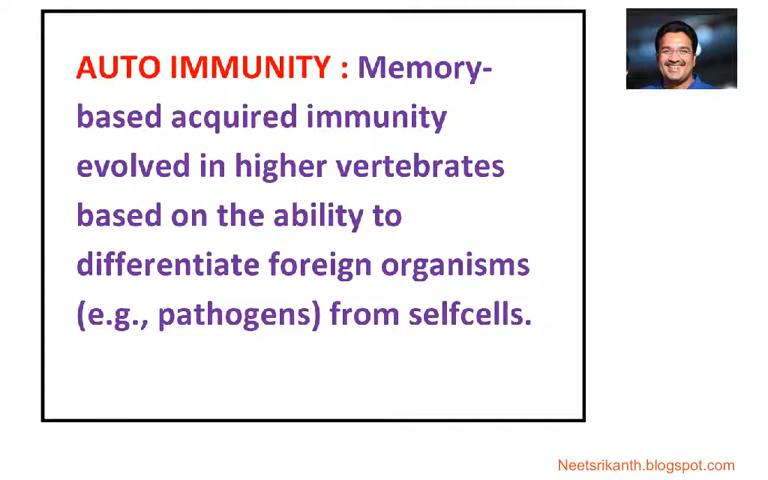 AUTO IMMUNITY : Memory-
based acquired immunity
evolved in higher vertebrates
based on the ability to
differentiate foreign organisms
(e.g., pathogens) from selfcells.
Neetsrikanth.blogspot.com